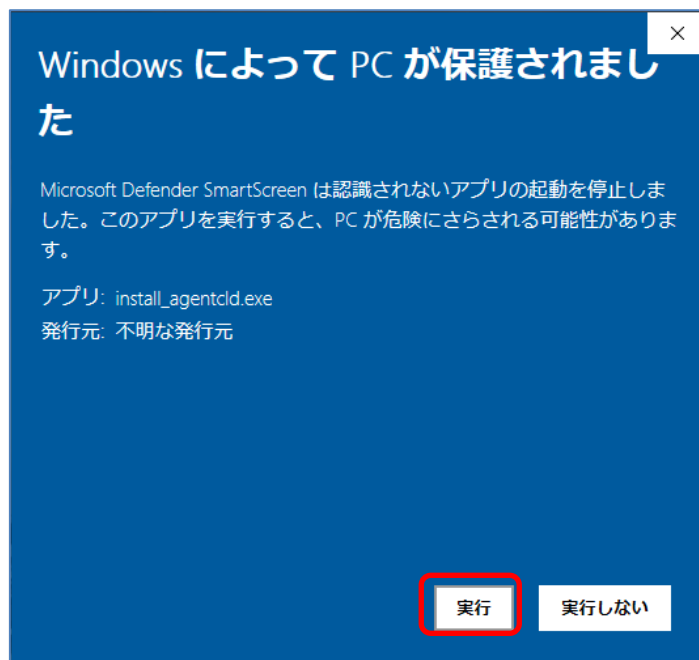 Windows によって PC が保護されまし
た
Microsoft Defender SmartScreen は認識されないアプリの起動を停止しま
した。このアプリを実行すると、PC が危険にさらされる可能性がありま
す。
アプリ: install_agentcld.exe
発行元: 不明な発行元
実行 実行しない